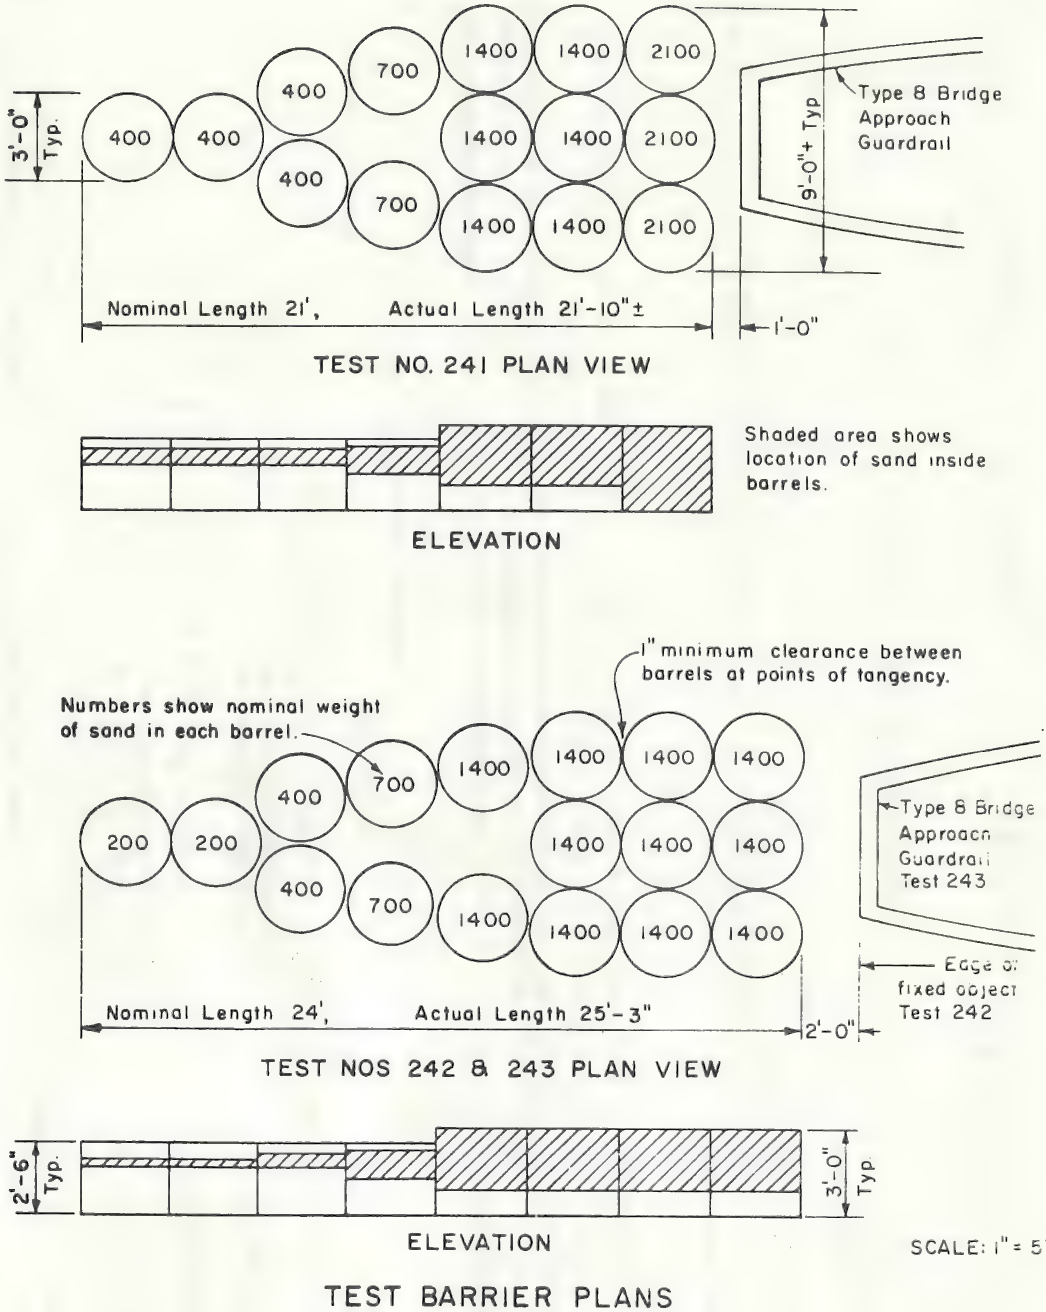 400 400 400 700 1400 1400 2100
400 700 1400 1400 2100
1400 1400 2100
3'-0"
Typ.
9'-0"+ Typ
Type 8 Bridge
Approach
Guardrail
Nominal Length 21', Actual Length 21'-10"±
1'-0"
TEST NO. 241 PLAN VIEW
Shaded area shows
location of sand inside
barrels.
ELEVATION
1" minimum clearance between
barrels at points of tangency.
Numbers show nominal weight
of sand in each barrel.
200 200 400 700 1400 1400 1400 1400
1400 1400 1400
400 700 1400 1400 1400 1400
Type 8 Bridge
Approach
Guardrail
Test 243
Edge
fixed object
Test 242
Nominal Length 24', Actual Length 25'-3"
2'-0"
TEST NOS 242 & 243 PLAN VIEW
2'-6"
Typ.
3'-0"
Typ.
ELEVATION
SCALE: 1" = 5'
TEST BARRIER PLANS